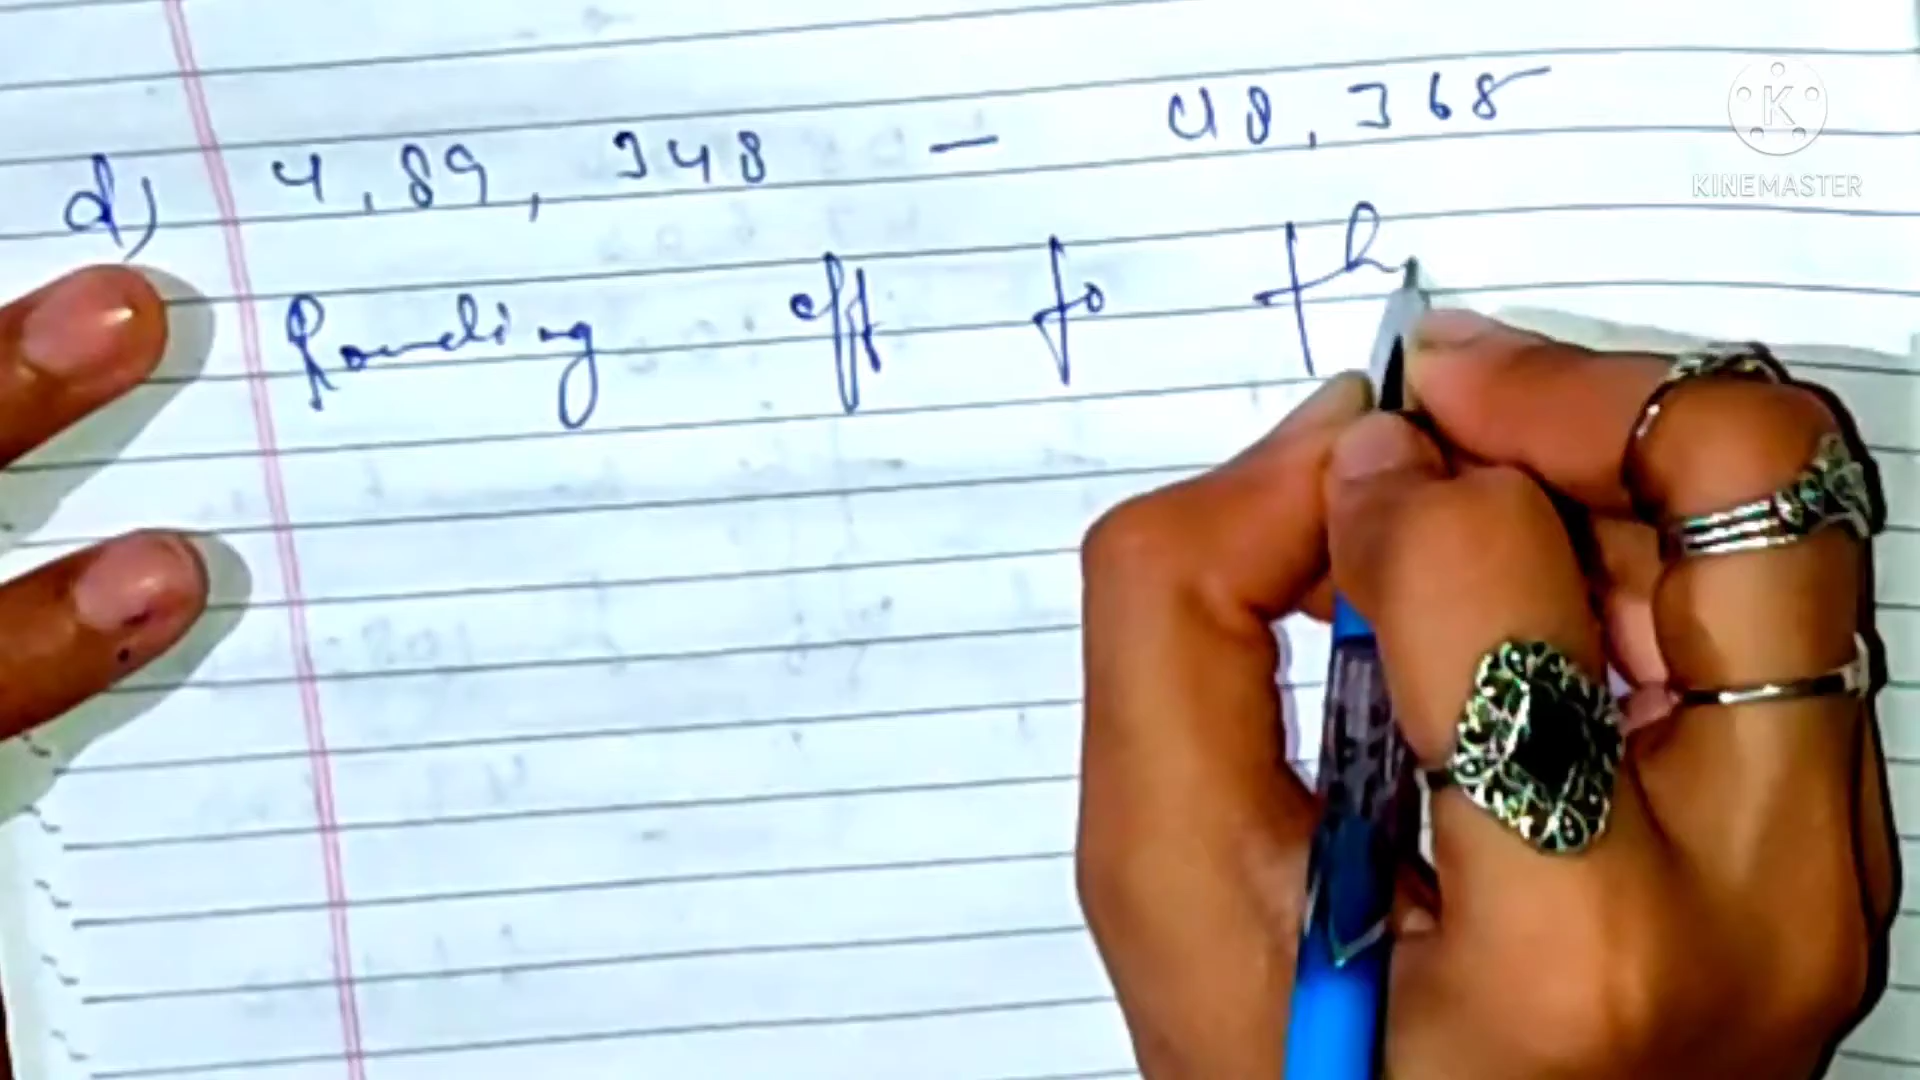 d) 4,89,348 - 48,368
Rounding off to th
K
KINEMASTER